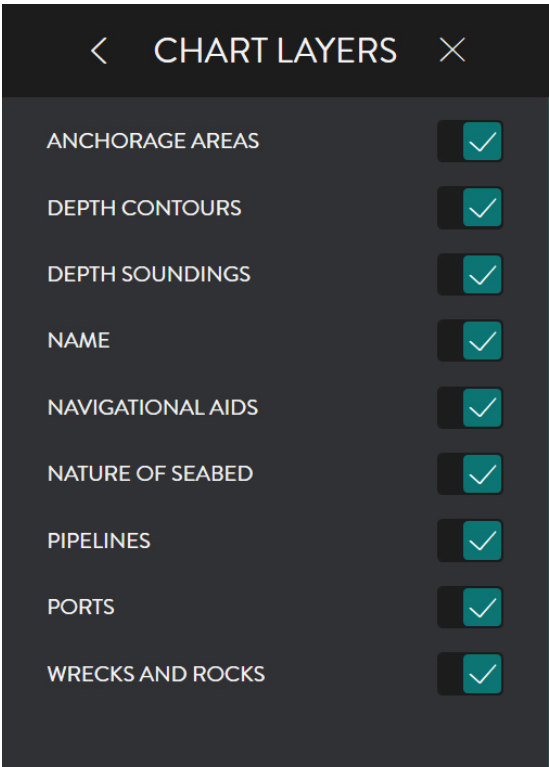 CHART LAYERS
ANCHORAGE AREAS
DEPTH CONTOURS
DEPTH SOUNDINGS
NAME
NAVIGATIONAL AIDS
NATURE OF SEABED
PIPELINES
PORTS
WRECKS AND ROCKS